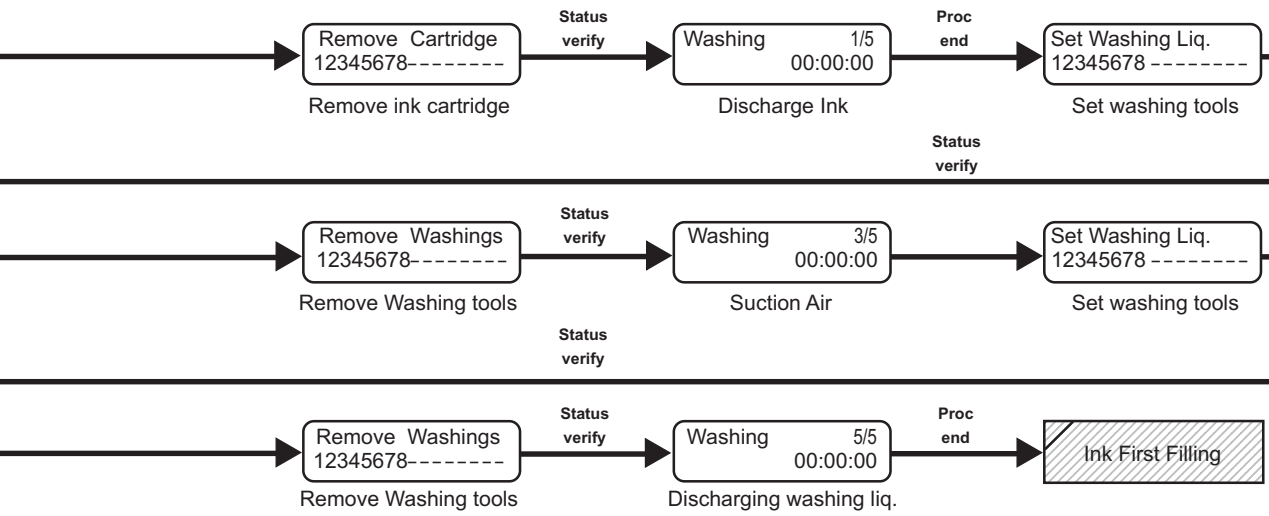 Status
verify
Proc
end
Remove Cartridge
12345678--------
Washing 1/5
00:00:00
Set Washing Liq.
12345678 --------
Remove ink cartridge
Discharge Ink
Set washing tools
Status
verify
Status
verify
Remove Washings
12345678--------
Washing 3/5
00:00:00
Set Washing Liq.
12345678 --------
Remove Washing tools
Suction Air
Set washing tools
Status
verify
Status
verify
Proc
end
Remove Washings
12345678--------
Washing 5/5
00:00:00
Ink First Filling
Remove Washing tools
Discharging washing liq.